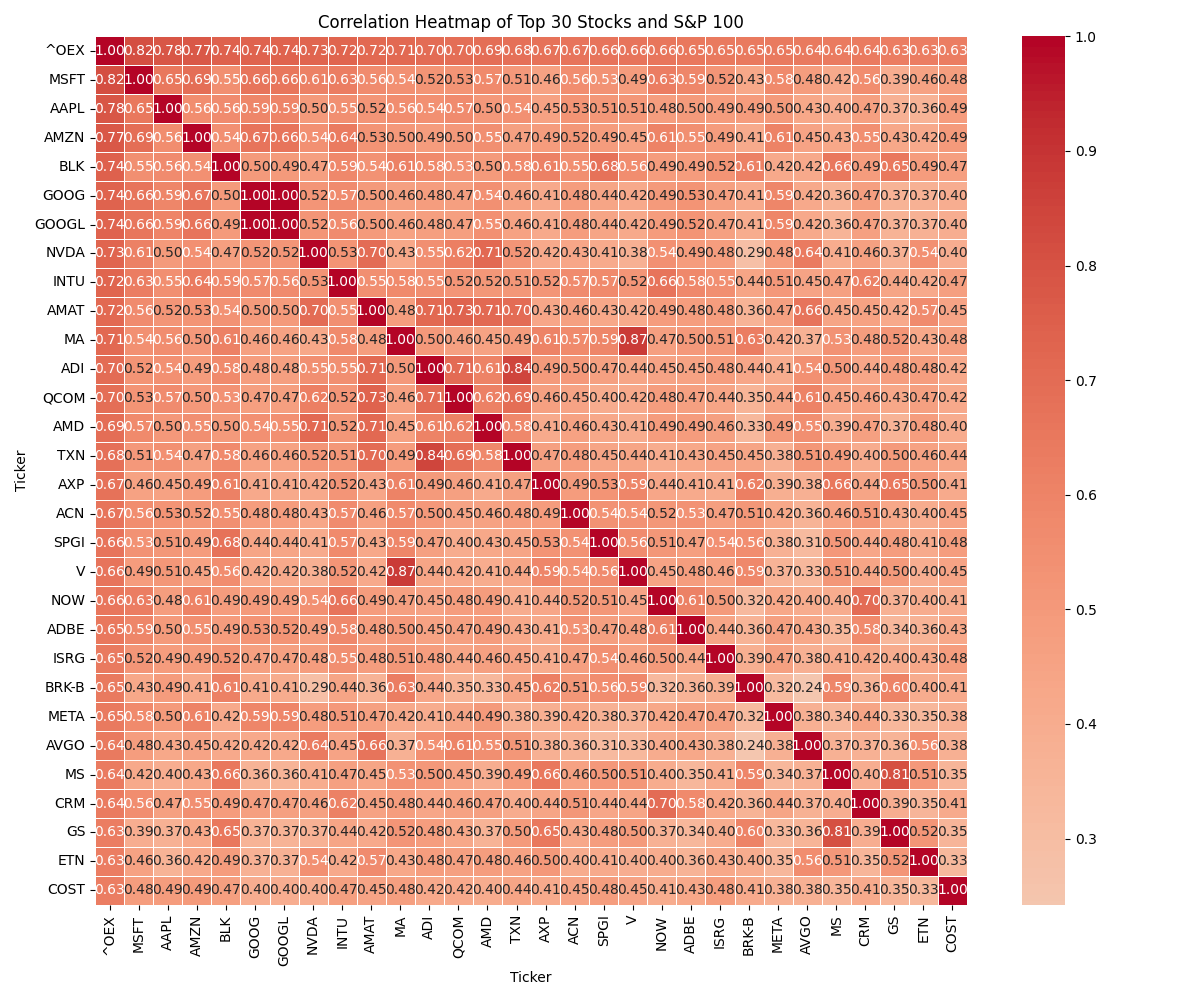 Correlation Heatmap of Top 30 Stocks and S&P 100
^OEX 1.00 0.82 0.78 0.77 0.74 0.74 0.74 0.73 0.72 0.72 0.71 0.70 0.70 0.69 0.68 0.67 0.67 0.66 0.66 0.66 0.65 0.65 0.65 0.65 0.64 0.64 0.64 0.63 0.63 0.63
MSFT 0.82 1.00 0.65 0.69 0.55 0.66 0.66 0.61 0.63 0.56 0.54 0.52 0.53 0.57 0.51 0.46 0.56 0.53 0.49 0.63 0.59 0.52 0.43 0.58 0.48 0.42 0.56 0.39 0.46 0.48
AAPL 0.78 0.65 1.00 0.56 0.56 0.59 0.59 0.50 0.55 0.52 0.56 0.54 0.57 0.50 0.54 0.45 0.53 0.51 0.51 0.48 0.50 0.49 0.49 0.50 0.43 0.40 0.47 0.37 0.36 0.49
AMZN 0.77 0.69 0.56 1.00 0.54 0.67 0.66 0.54 0.64 0.53 0.50 0.49 0.50 0.55 0.47 0.49 0.52 0.49 0.45 0.61 0.55 0.49 0.41 0.61 0.45 0.43 0.55 0.43 0.42 0.49
BLK 0.74 0.55 0.56 0.54 1.00 0.50 0.49 0.47 0.59 0.54 0.61 0.58 0.53 0.50 0.58 0.61 0.55 0.68 0.56 0.49 0.49 0.52 0.61 0.42 0.42 0.66 0.49 0.65 0.49 0.47
GOOG 0.74 0.66 0.59 0.67 0.50 1.00 1.00 0.52 0.57 0.50 0.46 0.48 0.47 0.54 0.46 0.41 0.48 0.44 0.42 0.49 0.53 0.47 0.41 0.59 0.42 0.36 0.47 0.37 0.37 0.40
GOOGL 0.74 0.66 0.59 0.66 0.49 1.00 1.00 0.52 0.56 0.50 0.46 0.48 0.47 0.55 0.46 0.41 0.48 0.44 0.42 0.49 0.52 0.47 0.41 0.59 0.42 0.36 0.47 0.37 0.37 0.40
NVDA 0.73 0.61 0.50 0.54 0.47 0.52 0.52 1.00 0.53 0.70 0.43 0.55 0.62 0.71 0.52 0.42 0.43 0.41 0.38 0.54 0.49 0.48 0.29 0.48 0.64 0.41 0.46 0.37 0.54 0.40
INTU 0.72 0.63 0.55 0.64 0.59 0.57 0.56 0.53 1.00 0.55 0.58 0.55 0.52 0.52 0.51 0.52 0.57 0.57 0.52 0.66 0.58 0.55 0.44 0.51 0.45 0.47 0.62 0.44 0.42 0.47
AMAT 0.72 0.56 0.52 0.53 0.54 0.50 0.50 0.70 0.55 1.00 0.48 0.71 0.73 0.71 0.70 0.43 0.46 0.43 0.42 0.49 0.48 0.48 0.36 0.47 0.66 0.45 0.45 0.42 0.57 0.45
MA 0.71 0.54 0.56 0.50 0.61 0.46 0.46 0.43 0.58 0.48 1.00 0.50 0.46 0.45 0.49 0.61 0.57 0.59 0.87 0.47 0.50 0.51 0.63 0.42 0.37 0.53 0.48 0.52 0.43 0.48
ADI 0.70 0.52 0.54 0.49 0.58 0.48 0.48 0.55 0.55 0.71 0.50 1.00 0.71 0.61 0.84 0.49 0.50 0.47 0.44 0.45 0.45 0.48 0.44 0.41 0.54 0.50 0.44 0.48 0.48 0.42
QCOM 0.70 0.53 0.57 0.50 0.53 0.47 0.47 0.62 0.52 0.73 0.46 0.71 1.00 0.62 0.69 0.46 0.45 0.40 0.42 0.48 0.47 0.44 0.35 0.44 0.61 0.45 0.46 0.43 0.47 0.42
AMD 0.69 0.57 0.50 0.55 0.50 0.54 0.55 0.71 0.52 0.71 0.45 0.61 0.62 1.00 0.58 0.41 0.46 0.43 0.41 0.49 0.49 0.46 0.33 0.49 0.55 0.39 0.47 0.37 0.48 0.40
TXN 0.68 0.51 0.54 0.47 0.58 0.46 0.46 0.52 0.51 0.70 0.49 0.84 0.69 0.58 1.00 0.47 0.48 0.45 0.44 0.41 0.43 0.45 0.45 0.38 0.51 0.49 0.40 0.50 0.46 0.44
AXP 0.67 0.46 0.45 0.49 0.61 0.41 0.41 0.42 0.52 0.43 0.61 0.49 0.46 0.41 0.47 1.00 0.49 0.53 0.59 0.44 0.41 0.41 0.62 0.39 0.38 0.66 0.44 0.65 0.50 0.41
ACN 0.67 0.56 0.53 0.52 0.55 0.48 0.48 0.43 0.57 0.46 0.57 0.50 0.45 0.46 0.48 0.49 1.00 0.54 0.54 0.52 0.53 0.47 0.51 0.42 0.36 0.46 0.51 0.43 0.40 0.45
SPGI 0.66 0.53 0.51 0.49 0.68 0.44 0.44 0.41 0.57 0.43 0.59 0.47 0.40 0.43 0.45 0.53 0.54 1.00 0.56 0.51 0.47 0.54 0.56 0.38 0.31 0.50 0.44 0.48 0.41 0.48
V 0.66 0.49 0.51 0.45 0.56 0.42 0.42 0.38 0.52 0.42 0.87 0.44 0.42 0.41 0.44 0.59 0.54 0.56 1.00 0.45 0.48 0.46 0.59 0.37 0.33 0.51 0.44 0.50 0.40 0.45
NOW 0.66 0.63 0.48 0.61 0.49 0.49 0.49 0.54 0.66 0.49 0.47 0.45 0.48 0.49 0.41 0.44 0.52 0.51 0.45 1.00 0.61 0.50 0.32 0.42 0.40 0.40 0.70 0.37 0.40 0.41
ADBE 0.65 0.59 0.50 0.55 0.49 0.53 0.52 0.49 0.58 0.48 0.50 0.45 0.47 0.49 0.43 0.41 0.53 0.47 0.48 0.61 1.00 0.44 0.36 0.47 0.43 0.35 0.58 0.34 0.36 0.43
ISRG 0.65 0.52 0.49 0.49 0.52 0.47 0.47 0.48 0.55 0.48 0.51 0.48 0.44 0.46 0.45 0.41 0.47 0.54 0.46 0.50 0.44 1.00 0.39 0.47 0.38 0.41 0.42 0.40 0.43 0.48
BRK-B 0.65 0.43 0.49 0.41 0.61 0.41 0.41 0.29 0.44 0.36 0.63 0.44 0.35 0.33 0.45 0.62 0.51 0.56 0.59 0.32 0.36 0.39 1.00 0.32 0.24 0.59 0.36 0.60 0.40 0.41
META 0.65 0.58 0.50 0.61 0.42 0.59 0.59 0.48 0.51 0.47 0.42 0.41 0.44 0.49 0.38 0.39 0.42 0.38 0.37 0.42 0.47 0.47 0.32 1.00 0.38 0.34 0.44 0.33 0.35 0.38
AVGO 0.64 0.48 0.43 0.45 0.42 0.42 0.42 0.64 0.45 0.66 0.37 0.54 0.61 0.55 0.51 0.38 0.36 0.31 0.33 0.40 0.43 0.38 0.24 0.38 1.00 0.37 0.37 0.36 0.56 0.38
MS 0.64 0.42 0.40 0.43 0.66 0.36 0.36 0.41 0.47 0.45 0.53 0.50 0.45 0.39 0.49 0.66 0.46 0.50 0.51 0.40 0.35 0.41 0.59 0.34 0.37 1.00 0.40 0.81 0.51 0.35
CRM 0.64 0.56 0.47 0.55 0.49 0.47 0.47 0.46 0.62 0.45 0.48 0.44 0.46 0.47 0.40 0.44 0.51 0.44 0.44 0.70 0.58 0.42 0.36 0.44 0.37 0.40 1.00 0.39 0.35 0.41
GS 0.63 0.39 0.37 0.43 0.65 0.37 0.37 0.37 0.44 0.42 0.52 0.48 0.43 0.37 0.50 0.65 0.43 0.48 0.50 0.37 0.34 0.40 0.60 0.33 0.36 0.81 0.39 1.00 0.52 0.35
ETN 0.63 0.46 0.36 0.42 0.49 0.37 0.37 0.54 0.42 0.57 0.43 0.48 0.47 0.48 0.46 0.50 0.40 0.41 0.40 0.40 0.36 0.43 0.40 0.35 0.56 0.51 0.35 0.52 1.00 0.33
COST 0.63 0.48 0.49 0.49 0.47 0.40 0.40 0.40 0.47 0.45 0.48 0.42 0.42 0.40 0.44 0.41 0.45 0.48 0.45 0.41 0.43 0.48 0.41 0.38 0.38 0.35 0.41 0.35 0.33 1.00
^OEX MSFT AAPL AMZN BLK GOOG GOOGL NVDA INTU AMAT MA ADI QCOM AMD TXN AXP ACN SPGI V NOW ADBE ISRG BRK-B META AVGO MS CRM GS ETN COST
Ticker
Ticker
1.0
0.9
0.8
0.7
0.6
0.5
0.4
0.3